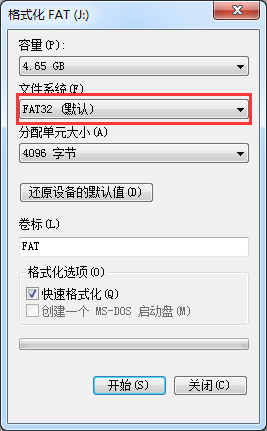 格式化 FAT (J:)
容量(P):
4.65 GB
文件系统(F)
FAT32 (默认)
分配单元大小(A)
4096 字节
还原设备的默认值(D)
卷标(L)
FAT
格式化选项(O)
快速格式化(Q)
创建一个 MS-DOS 启动盘(M)
开始(S)
关闭(C)